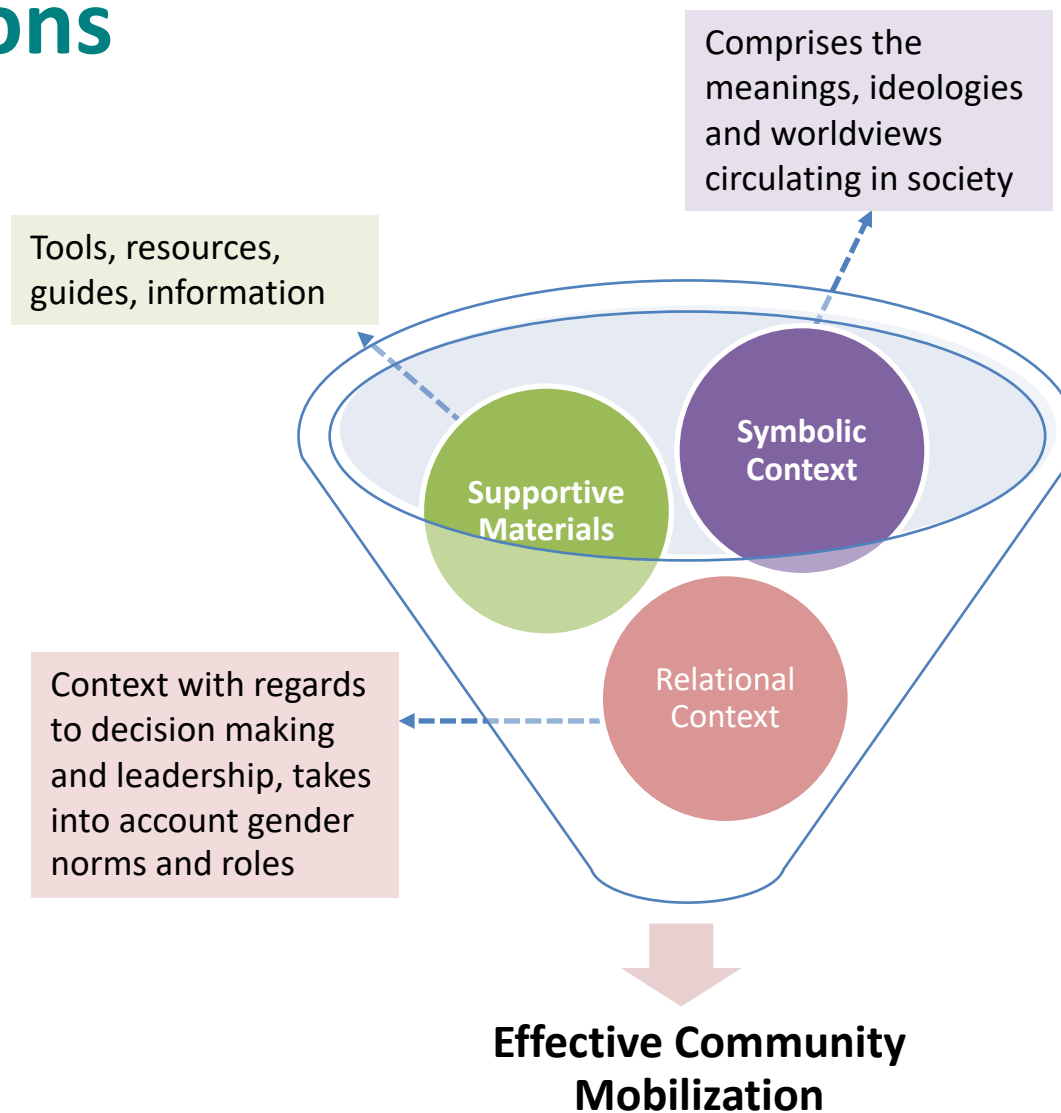 ons
Comprises the
meanings, ideologies
and worldviews
circulating in society
Tools, resources,
guides, information
Symbolic
Context
Supportive
Materials
Relational
Context
Context with regards
to decision making
and leadership, takes
into account gender
norms and roles
Effective Community
Mobilization